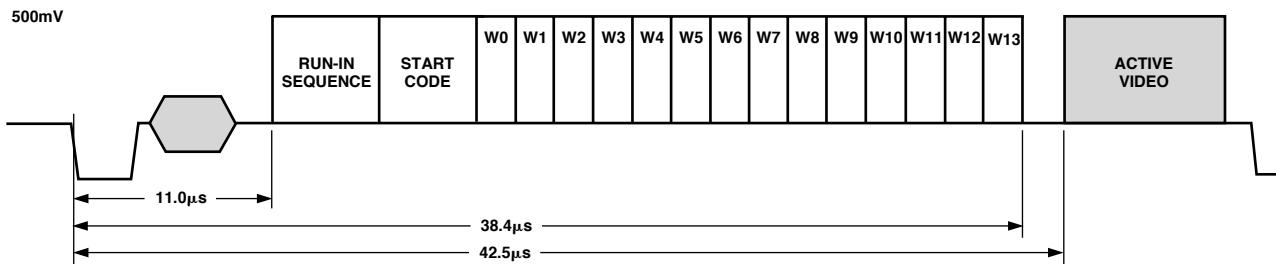 500mV
RUN-IN
SEQUENCE
START
CODE
W0 W1 W2 W3 W4 W5 W6 W7 W8 W9 W10 W11 W12 W13
ACTIVE
VIDEO
11.0μs
38.4μs
42.5μs